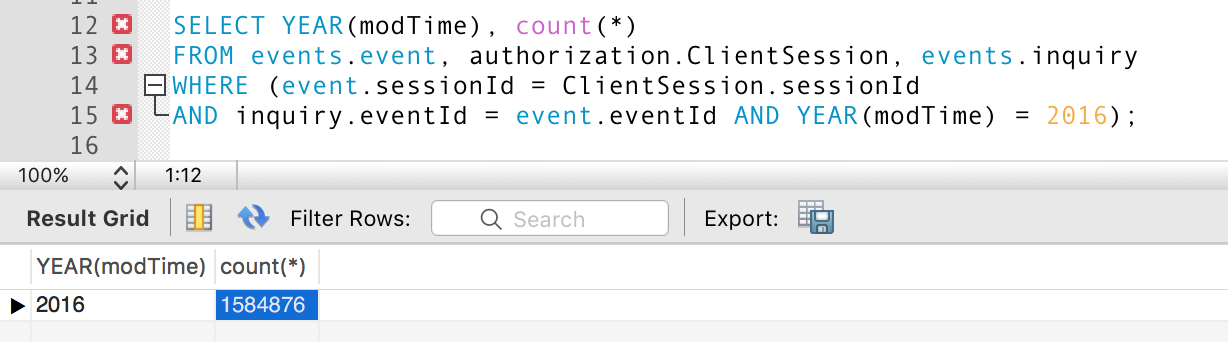 12 SELECT YEAR(modTime), count(*)
13 FROM events.event, authorization.ClientSession, events.inquiry
14 WHERE (event.sessionId = ClientSession.sessionId
15 AND inquiry.eventId = event.eventId AND YEAR(modTime) = 2016);
16
100% 1:12
Result Grid Filter Rows: Search Export:
YEAR(modTime) count(*)
2016 1584876